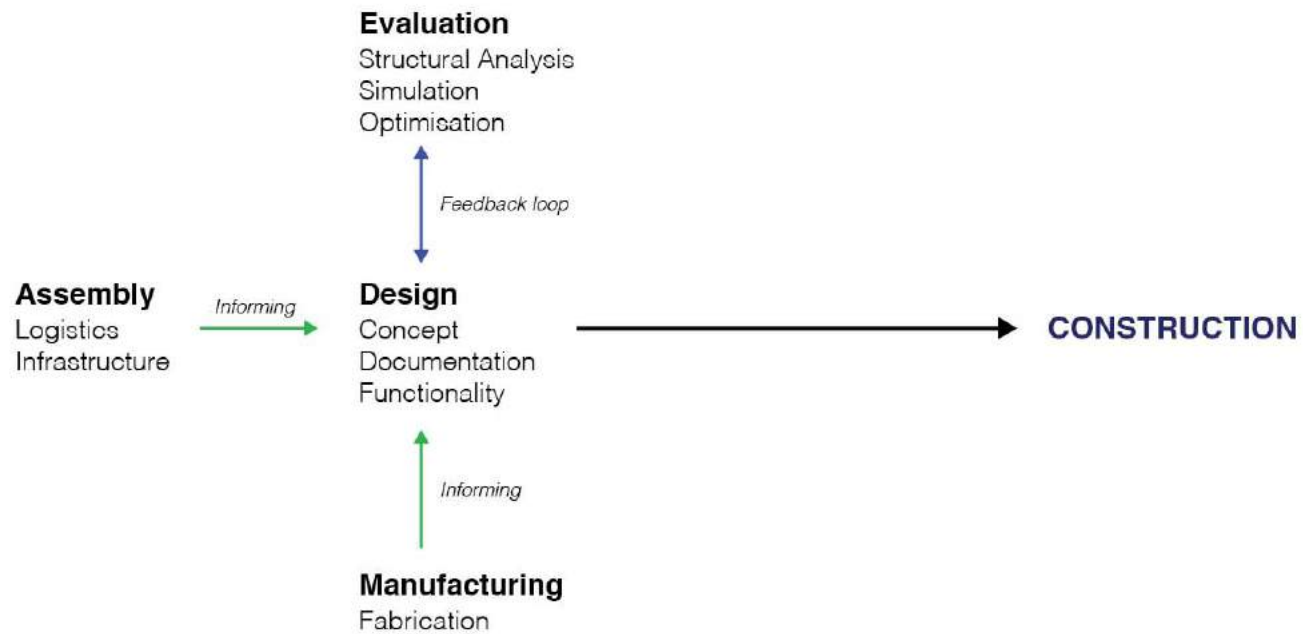 Evaluation
Structural Analysis
Simulation
Optimisation
Feedback loop
Assembly
Logistics
Infrastructure
Informing
Design
Concept
Documentation
Functionality
CONSTRUCTION
Informing
Manufacturing
Fabrication